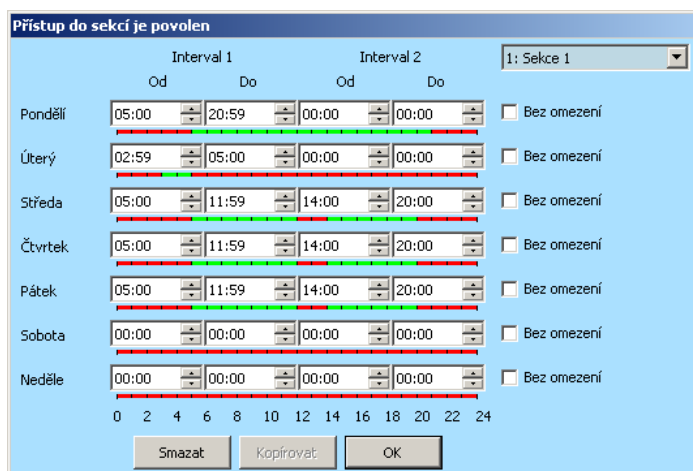 Přístup do sekcí je povolen
Interval 1 Interval 2 1: Sekce 1
Od Do Od Do
Pondělí 05:00 20:59 00:00 00:00 Bez omezení
Úterý 02:59 05:00 00:00 00:00 Bez omezení
Středa 05:00 11:59 14:00 20:00 Bez omezení
Čtvrtek 05:00 11:59 14:00 20:00 Bez omezení
Pátek 05:00 11:59 14:00 20:00 Bez omezení
Sobota 00:00 00:00 00:00 00:00 Bez omezení
Neděle 00:00 00:00 00:00 00:00 Bez omezení
0 2 4 6 8 10 12 14 16 18 20 22 24
Smazat Kopírovat OK